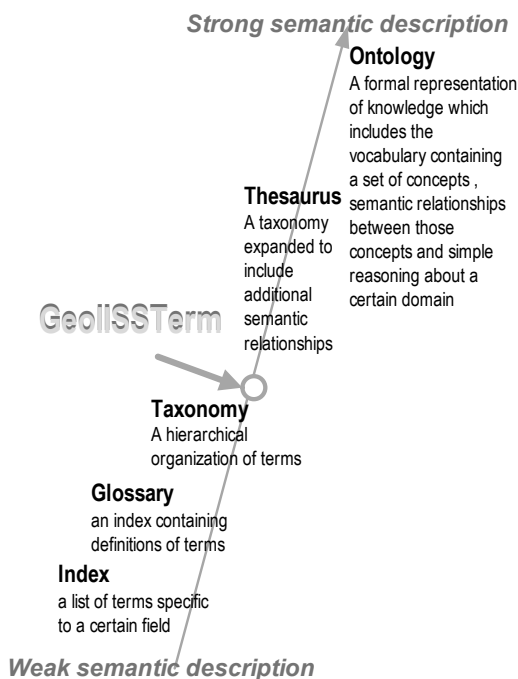 Strong semantic description
Ontology
A formal representation
of knowledge which
includes the
vocabulary containing
a set of concepts ,
semantic relationships
between those
concepts and simple
reasoning about a
certain domain
Thesaurus
A taxonomy
expanded to
include
additional
semantic
relationships
GeoIISSTerm
Taxonomy
A hierarchical
organization of terms
Glossary
an index containing
definitions of terms
Index
a list of terms specific
to a certain field
Weak semantic description